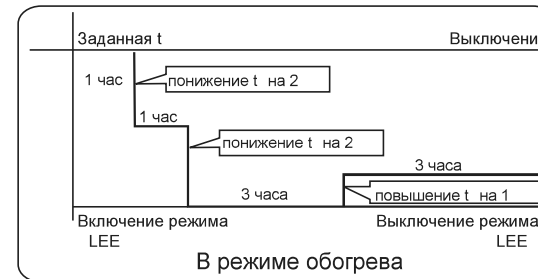 Заданная t
Выключени
1 час
понижение t на 2
1 час
понижение t на 2
3 часа
3 часа
повышение t на 1
Включение режима
LEE
Выключение режима
LEE
В режиме обогрева